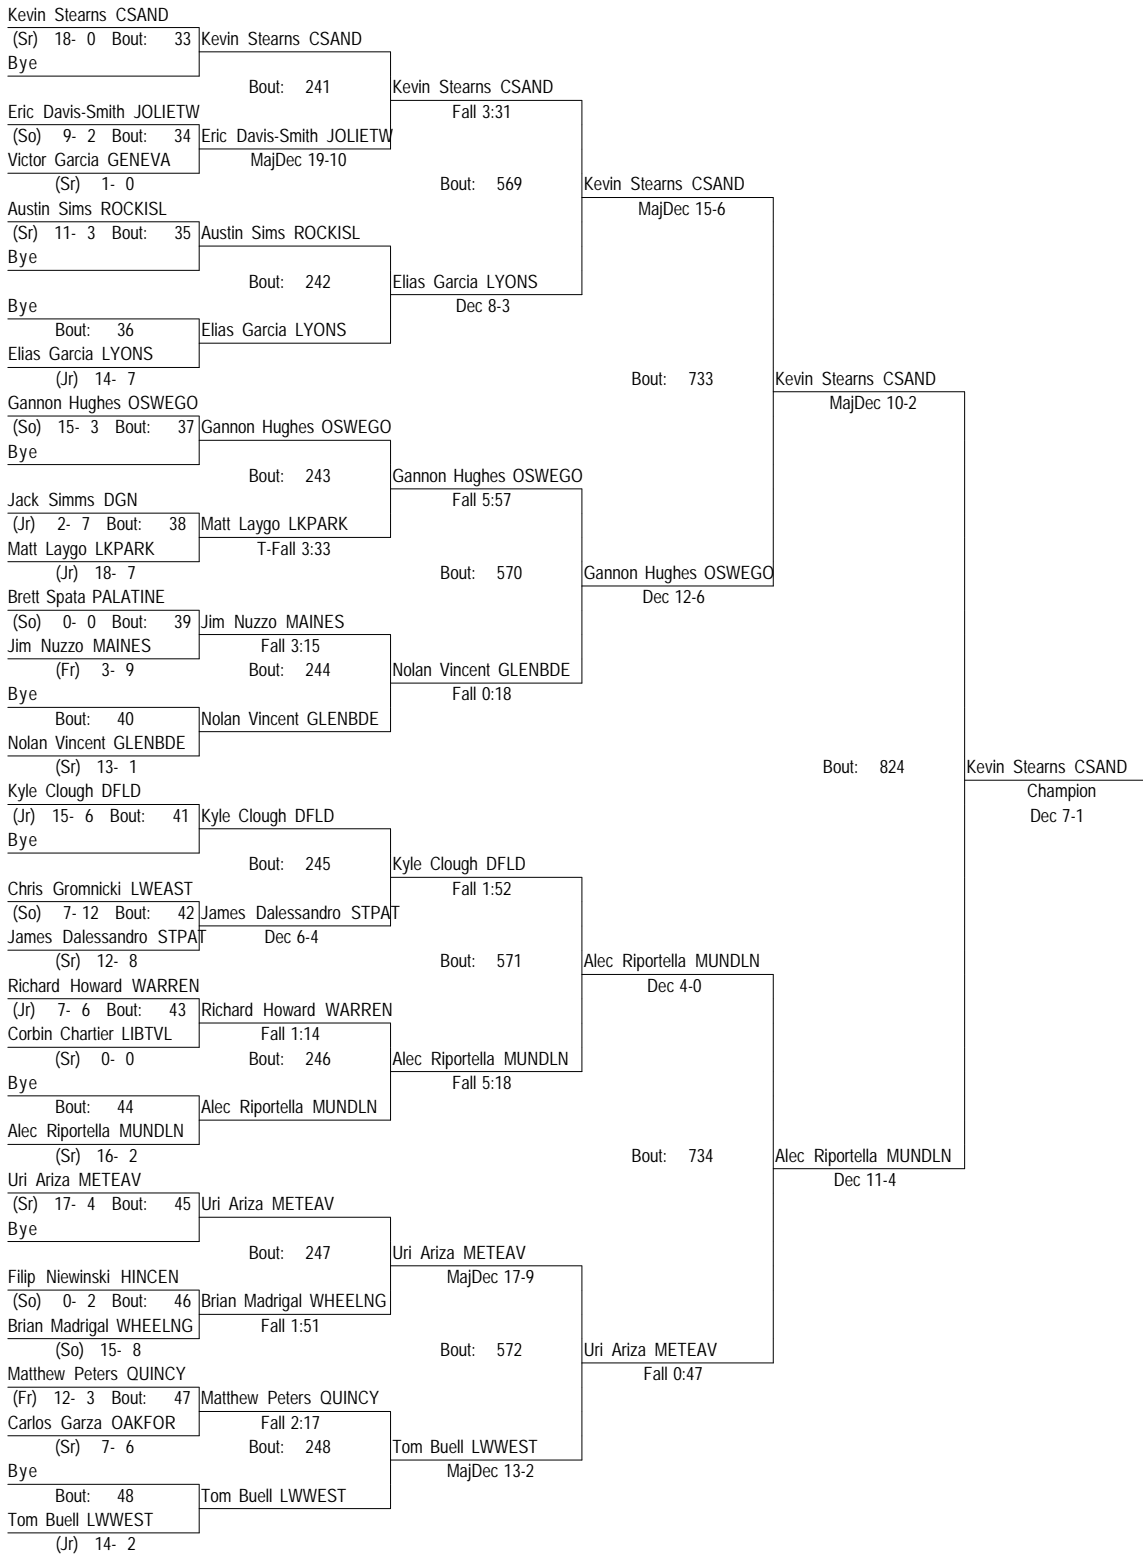 Kevin Stearns CSAND
(Sr) 18- 0 Bout: 33 Kevin Stearns CSAND
Bye
Bout: 241 Kevin Stearns CSAND
Eric Davis-Smith JOLIETW Fall 3:31
(So) 9- 2 Bout: 34 Eric Davis-Smith JOLIETW
Victor Garcia GENEVA MajDec 19-10
(Sr) 1- 0 Bout: 569 Kevin Stearns CSAND
Austin Sims ROCKISL MajDec 15-6
(Sr) 11- 3 Bout: 35 Austin Sims ROCKISL
Bye
Bout: 242 Elias Garcia LYONS
Bye Dec 8-3
Bout: 36 Elias Garcia LYONS
Elias Garcia LYONS
(Jr) 14- 7 Bout: 733 Kevin Stearns CSAND
Gannon Hughes OSWEGO MajDec 10-2
(So) 15- 3 Bout: 37 Gannon Hughes OSWEGO
Bye
Bout: 243 Gannon Hughes OSWEGO
Jack Simms DGN Fall 5:57
(Jr) 2- 7 Bout: 38 Matt Laygo LKPARK
Matt Laygo LKPARK T-Fall 3:33
(Jr) 18- 7 Bout: 570 Gannon Hughes OSWEGO
Brett Spata PALATINE Dec 12-6
(So) 0- 0 Bout: 39 Jim Nuzzo MAINES
Jim Nuzzo MAINES Fall 3:15
(Fr) 3- 9 Bout: 244 Nolan Vincent GLENBDE
Bye Fall 0:18
Bout: 40 Nolan Vincent GLENBDE
Nolan Vincent GLENBDE
(Sr) 13- 1 Bout: 824 Kevin Stearns CSAND
Kyle Clough DFLD Champion
(Jr) 15- 6 Bout: 41 Kyle Clough DFLD Dec 7-1
Bye
Bout: 245 Kyle Clough DFLD
Chris Gromnicki LWEAST Fall 1:52
(So) 7- 12 Bout: 42 James Dalessandro STPAT
James Dalessandro STPAT Dec 6-4
(Sr) 12- 8 Bout: 571 Alec Riportella MUNDLN
Richard Howard WARREN Dec 4-0
(Jr) 7- 6 Bout: 43 Richard Howard WARREN
Corbin Chartier LIBTVL Fall 1:14
(Sr) 0- 0 Bout: 246 Alec Riportella MUNDLN
Bye Fall 5:18
Bout: 44 Alec Riportella MUNDLN
Alec Riportella MUNDLN
(Sr) 16- 2 Bout: 734 Alec Riportella MUNDLN
Uri Ariza METEAV Dec 11-4
(Sr) 17- 4 Bout: 45 Uri Ariza METEAV
Bye
Bout: 247 Uri Ariza METEAV
Filip Niewinski HINCEN MajDec 17-9
(So) 0- 2 Bout: 46 Brian Madrigal WHEELNG
Brian Madrigal WHEELNG Fall 1:51
(So) 15- 8 Bout: 572 Uri Ariza METEAV
Matthew Peters QUINCY Fall 0:47
(Fr) 12- 3 Bout: 47 Matthew Peters QUINCY
Carlos Garza OAKFOR Fall 2:17
(Sr) 7- 6 Bout: 248 Tom Buell LWWEST
Bye MajDec 13-2
Bout: 48 Tom Buell LWWEST
Tom Buell LWWEST
(Jr) 14- 2